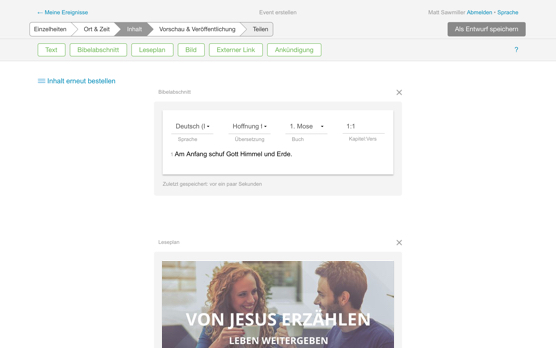 ← Meine Ereignisse
Event erstellen
Matt Sawmiller Abmelden • Sprache
Einzelheiten
Ort & Zeit
Inhalt
Vorschau & Veröffentlichung
Teilen
Als Entwurf speichern
Text
Bibelabschnitt
Leseplan
Bild
Externer Link
Ankündigung
?
Inhalt erneut bestellen
Bibelabschnitt
Deutsch (I
Hoffnung f
1. Mose
1:1
Sprache
Übersetzung
Buch
Kapitel:Vers
1 Am Anfang schuf Gott Himmel und Erde.
Zuletzt gespeichert: vor ein paar Sekunden
Leseplan
VON JESUS ERZÄHLEN
LEBEN WEITERGEBEN